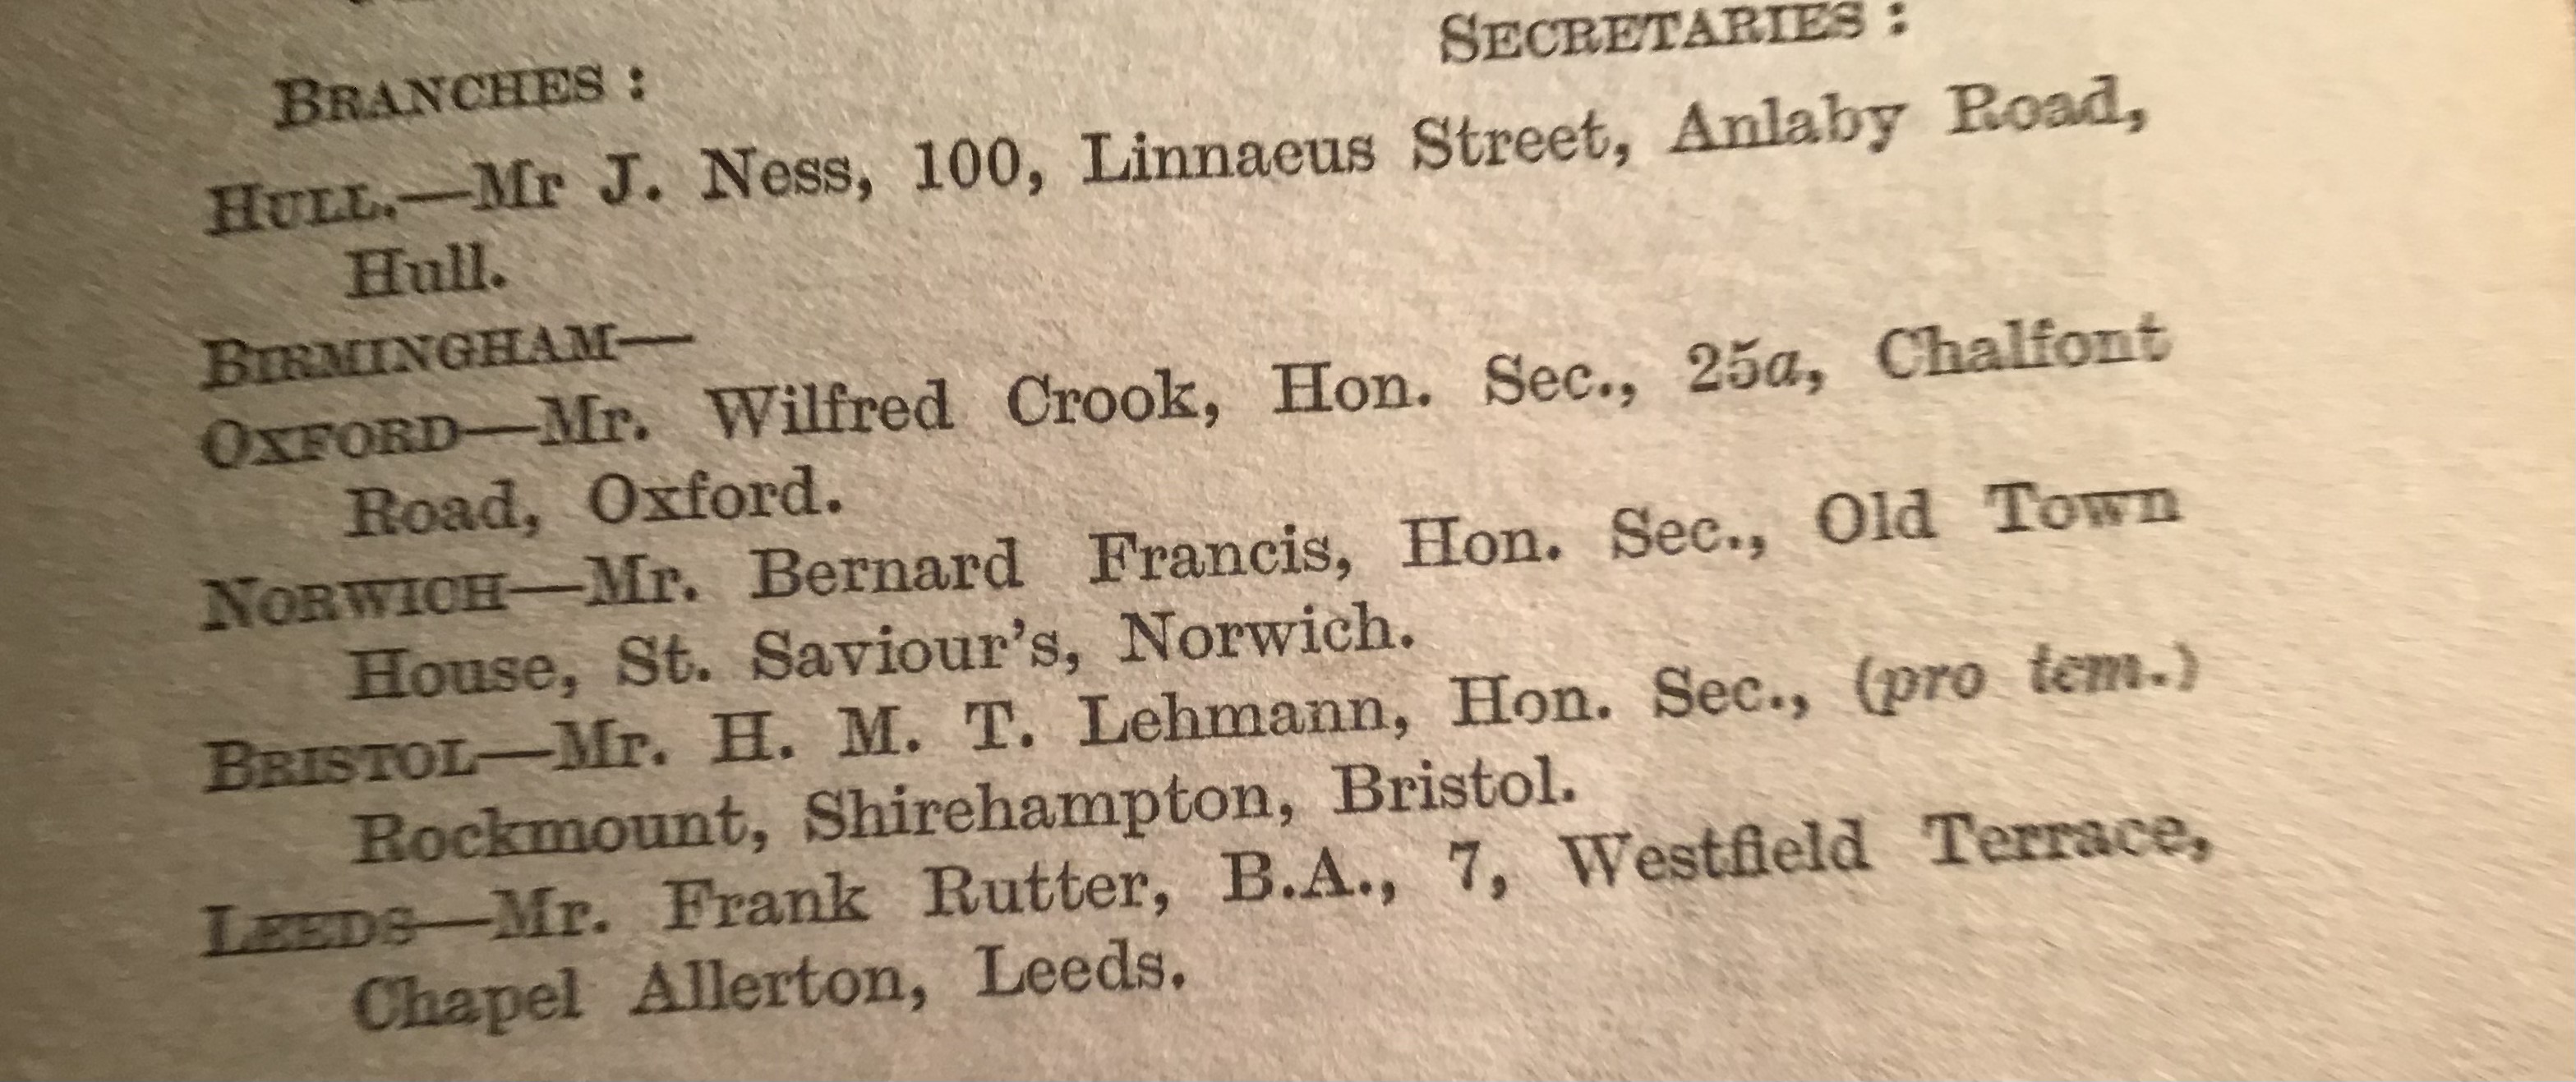 BRANCHES : SECRETARIES :
HULL.—Mr J. Ness, 100, Linnaeus Street, Anlaby Road,
Hull.
BIRMINGHAM—
OXFORD—Mr. Wilfred Crook, Hon. Sec., 25a, Chalfont
Road, Oxford.
NORWICH—Mr. Bernard Francis, Hon. Sec., Old Town
House, St. Saviour's, Norwich.
BRISTOL—Mr. H. M. T. Lehmann, Hon. Sec., (pro tem.)
Rockmount, Shirehampton, Bristol.
LEEDS—Mr. Frank Rutter, B.A., 7, Westfield Terrace,
Chapel Allerton, Leeds.